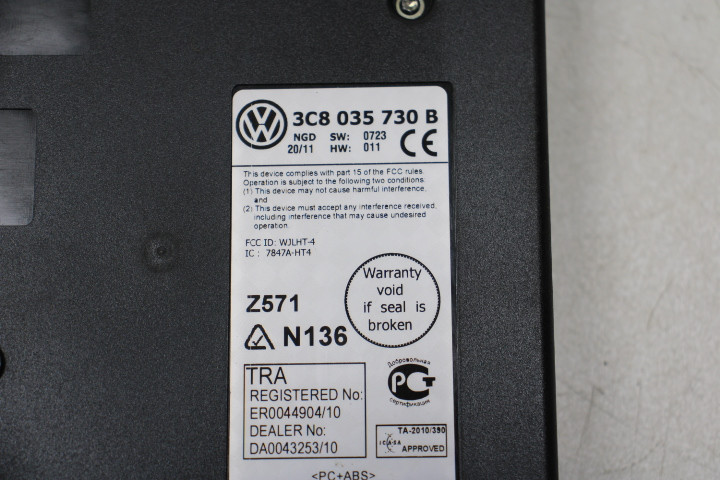 3C8 035 730 B
NGD SW: 0723
20/11 HW: 011
CE
This device complies with part 15 of the FCC rules.
Operation is subject to the following two conditions:
(1) This device may not cause harmful interference,
and
(2) This device must accept any interference received,
including interference that may cause undesired
operation.
FCC ID: WJLHT-4
IC : 7847A-HT4
Warranty
void
if seal is
broken
Z571
N136
TRA
REGISTERED No:
ER0044904/10
DEALER No:
DA0043253/10
Добровольная
РСТ
сертификация
TA-2010/390
ICASA
APPROVED
<PC+ABS>